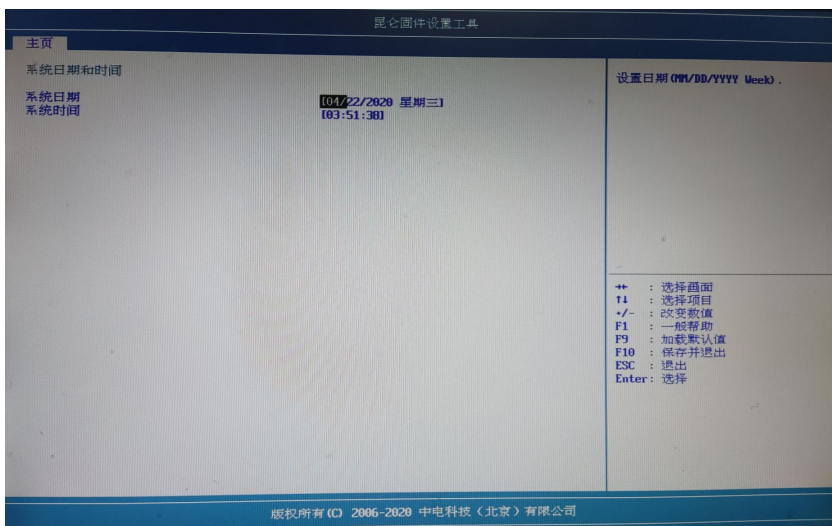 昆仑固件设置工具
主页
系统日期和时间
系统日期 [04/22/2020 星期三]
系统时间 [03:51:38]
设置日期(MM/DD/YYYY Week).
→← : 选择画面
↑↓ : 选择项目
+/- : 改变数值
F1 : 一般帮助
F9 : 加载默认值
F10 : 保存并退出
ESC : 退出
Enter: 选择
版权所有(C) 2006-2020 中电科技（北京）有限公司